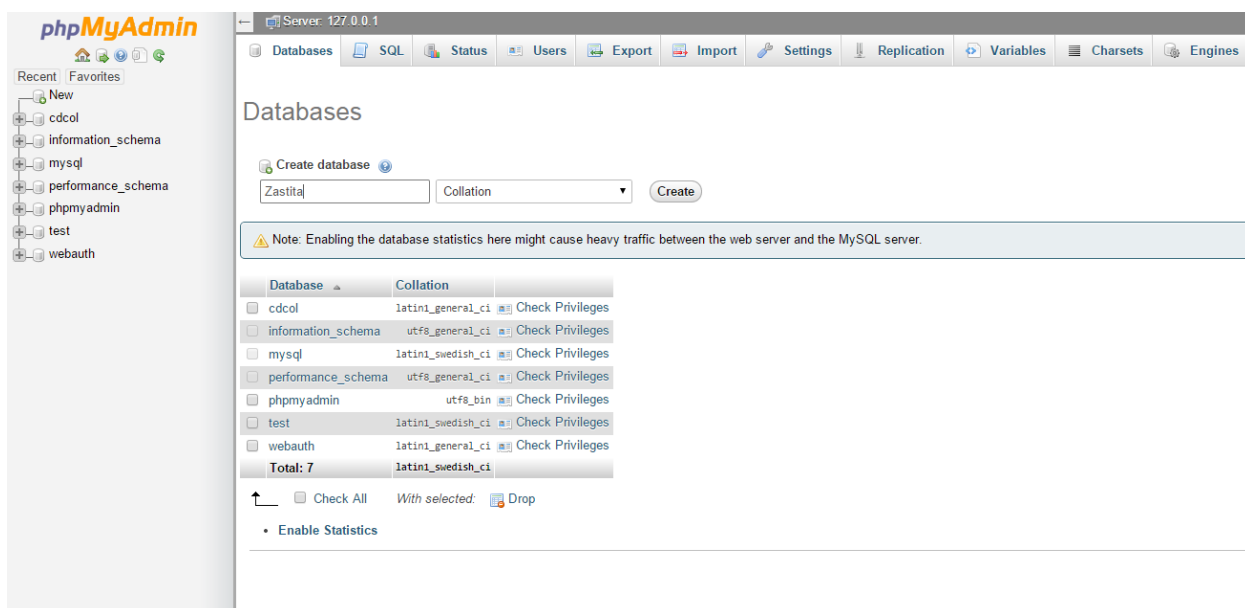 phpMyAdmin
Recent Favorites
New
cdcol
information_schema
mysql
performance_schema
phpmyadmin
test
webauth
Server: 127.0.0.1
Databases SQL Status Users Export Import Settings Replication Variables Charsets Engines
Databases
Create database
Zastita Collation Create
Note: Enabling the database statistics here might cause heavy traffic between the web server and the MySQL server.
Database Collation
cdcol latin1_general_ci Check Privileges
information_schema utf8_general_ci Check Privileges
mysql latin1_swedish_ci Check Privileges
performance_schema utf8_general_ci Check Privileges
phpmyadmin utf8_bin Check Privileges
test latin1_swedish_ci Check Privileges
webauth latin1_general_ci Check Privileges
Total: 7 latin1_swedish_ci
Check All With selected: Drop
• Enable Statistics